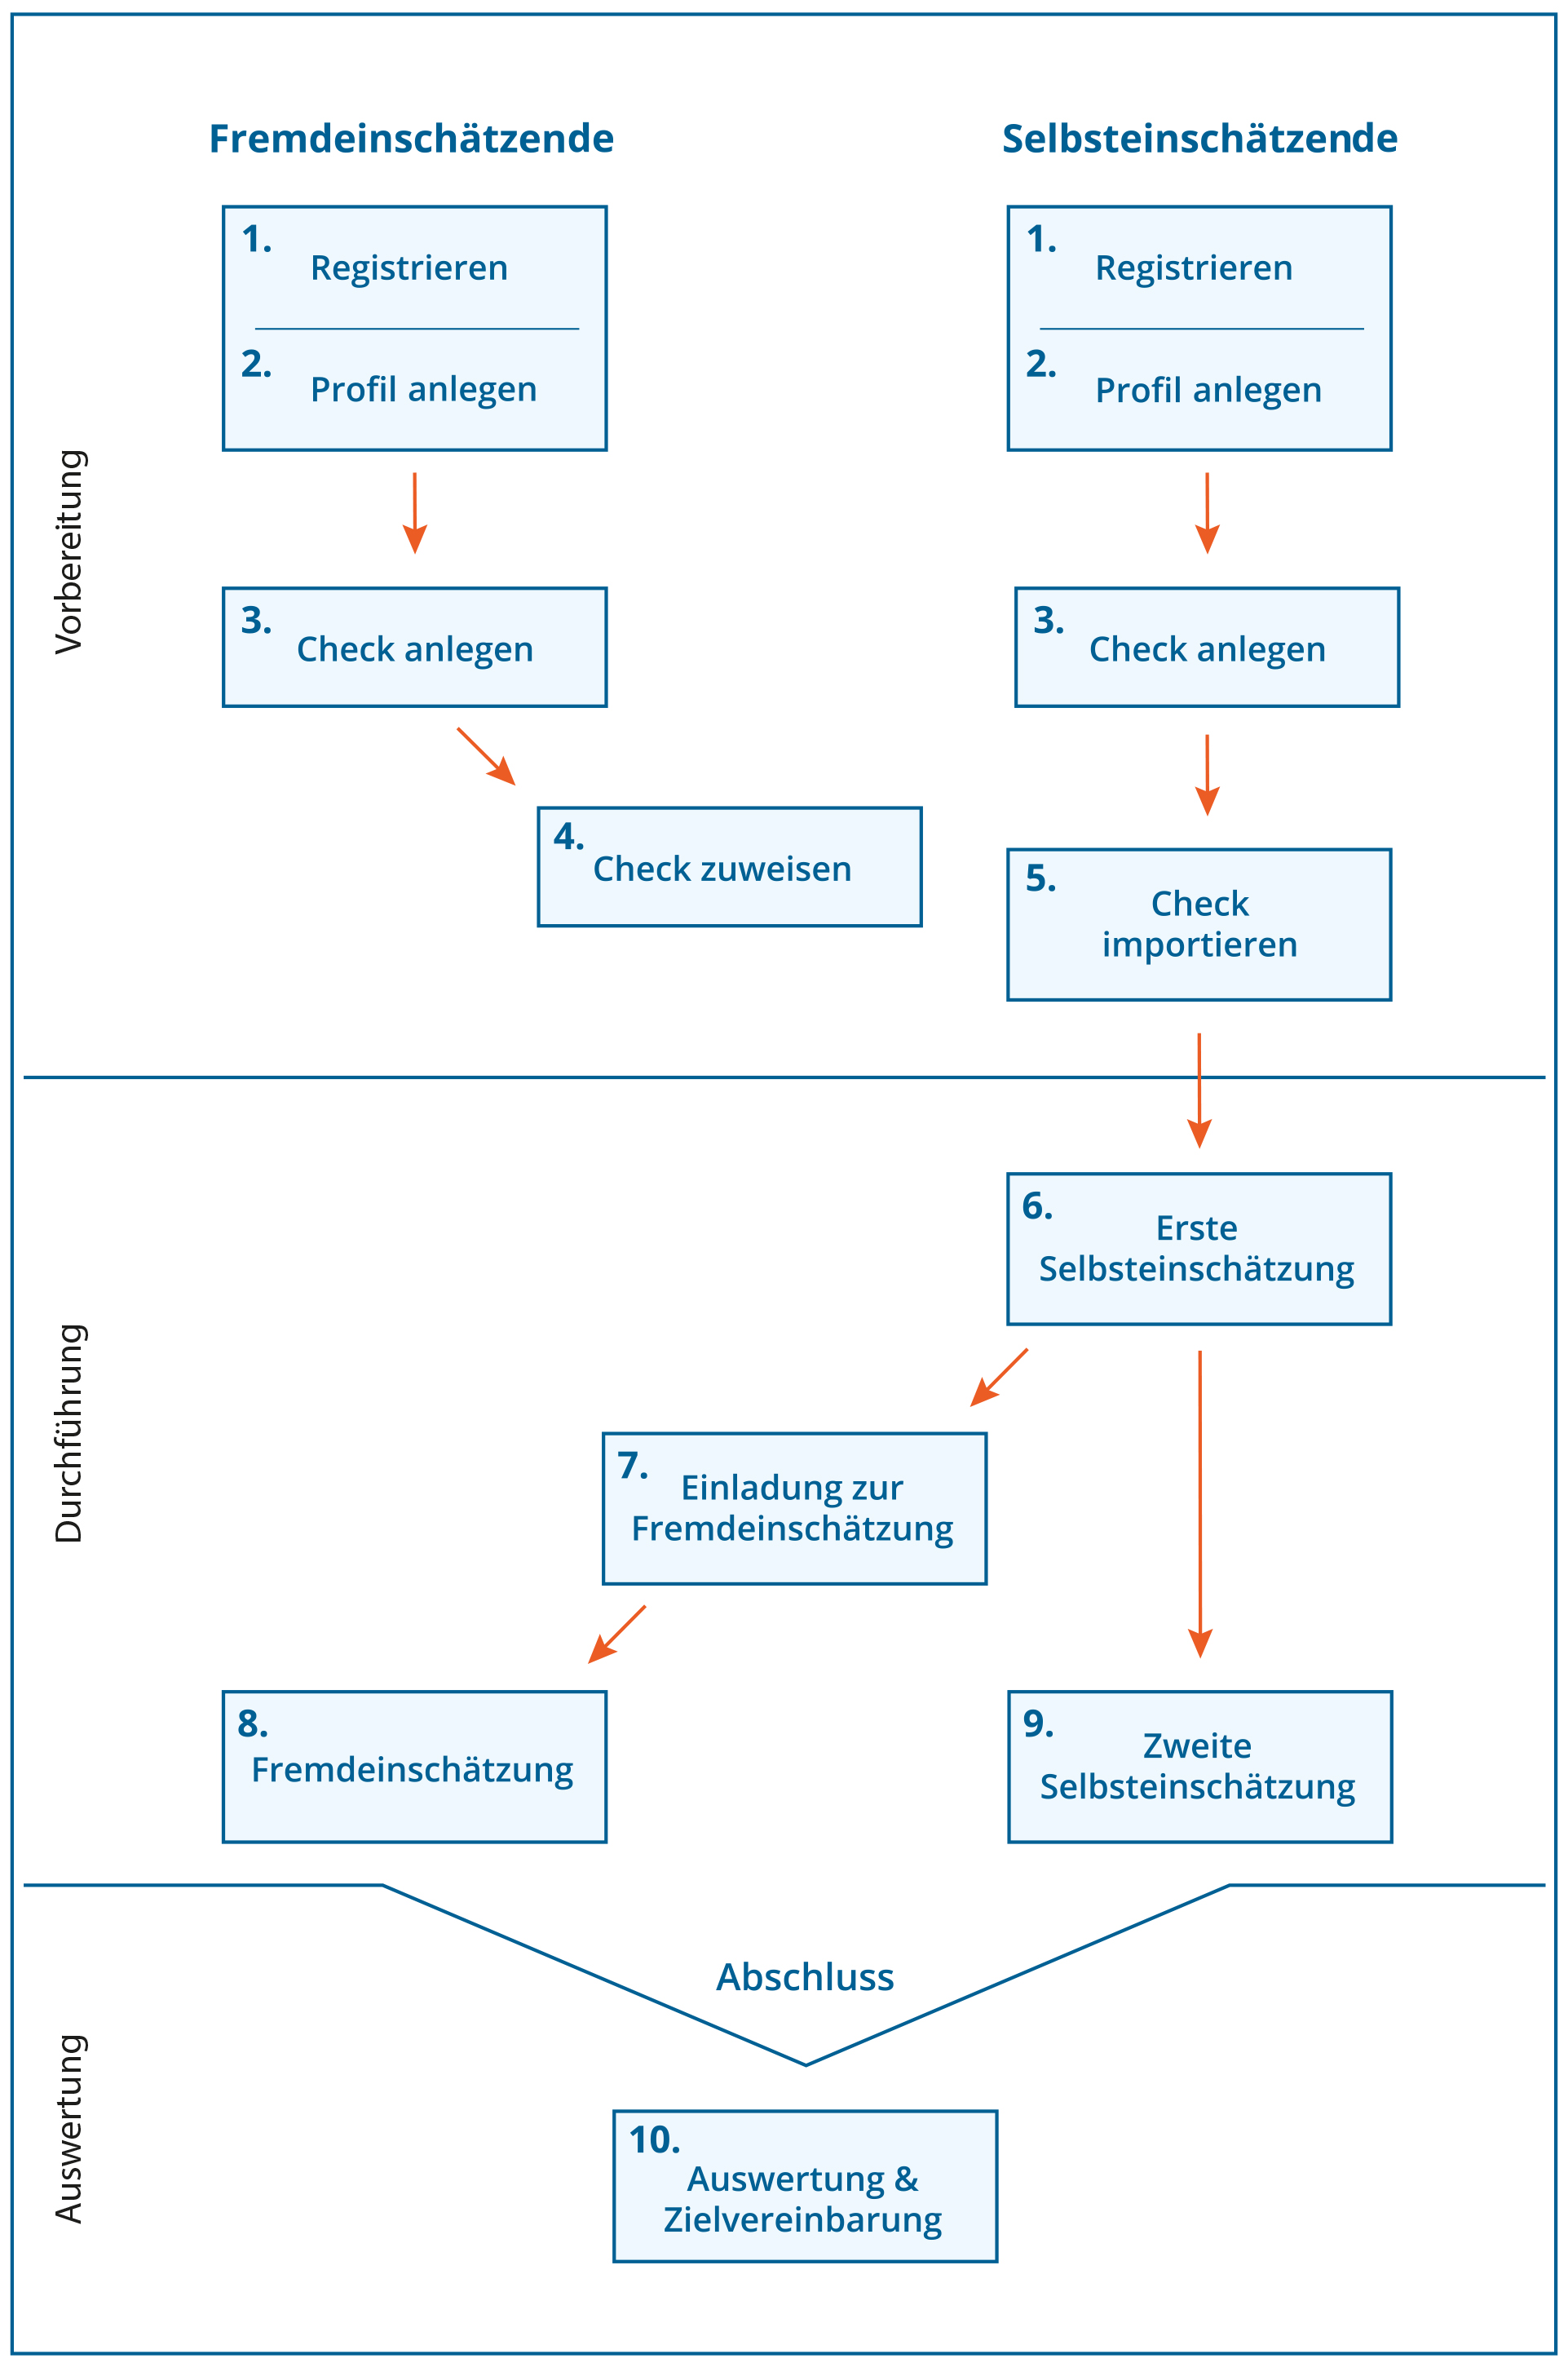 Fremdeinschätzende
Selbsteinschätzende
Vorbereitung
1.
Registrieren
2.
Profil anlegen
1.
Registrieren
2.
Profil anlegen
3.
Check anlegen
3.
Check anlegen
4.
Check zuweisen
5.
Check
importieren
Durchführung
6.
Erste
Selbsteinschätzung
7.
Einladung zur
Fremdeinschätzung
8.
Fremdeinschätzung
9.
Zweite
Selbsteinschätzung
Abschluss
Auswertung
10.
Auswertung &
Zielvereinbarung